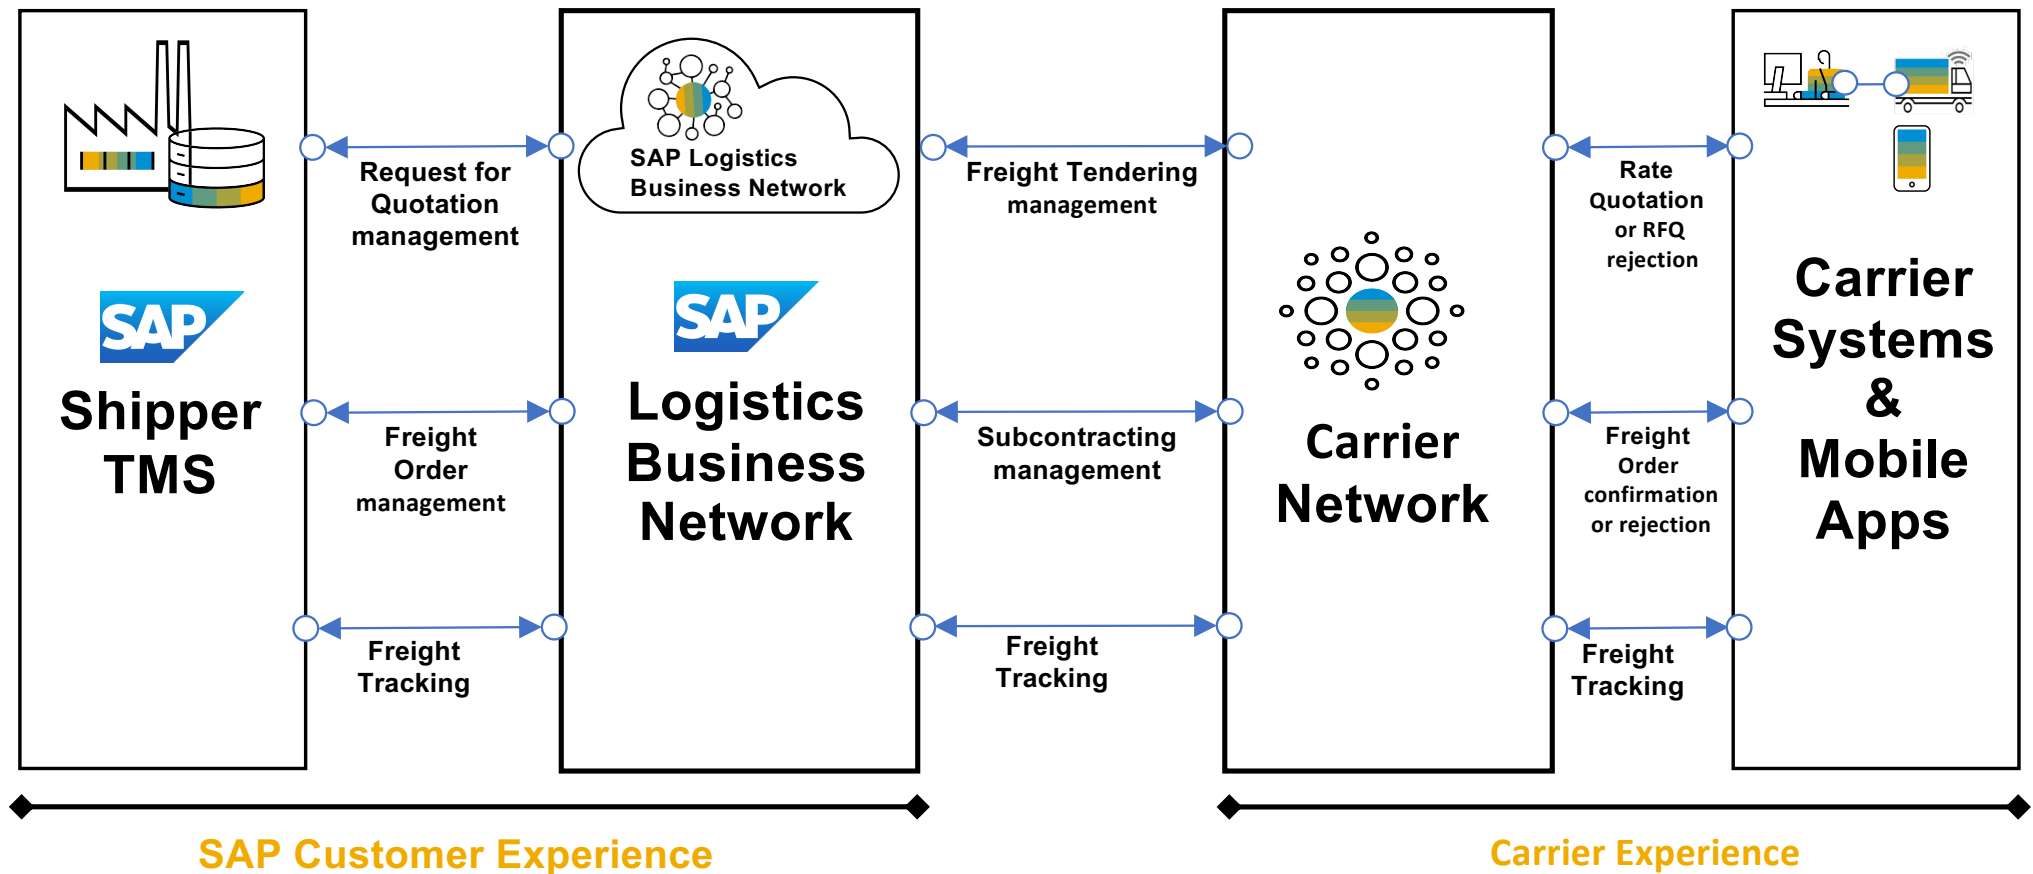 SAP
Shipper
TMS
Request for
Quotation
management
Freight
Order
management
Freight
Tracking
SAP Logistics
Business Network
SAP
Logistics
Business
Network
Freight Tendering
management
Subcontracting
management
Freight
Tracking
Carrier
Network
Rate
Quotation
or RFQ
rejection
Freight
Order
confirmation
or rejection
Freight
Tracking
Carrier
Systems
&
Mobile
Apps
SAP Customer Experience
Carrier Experience